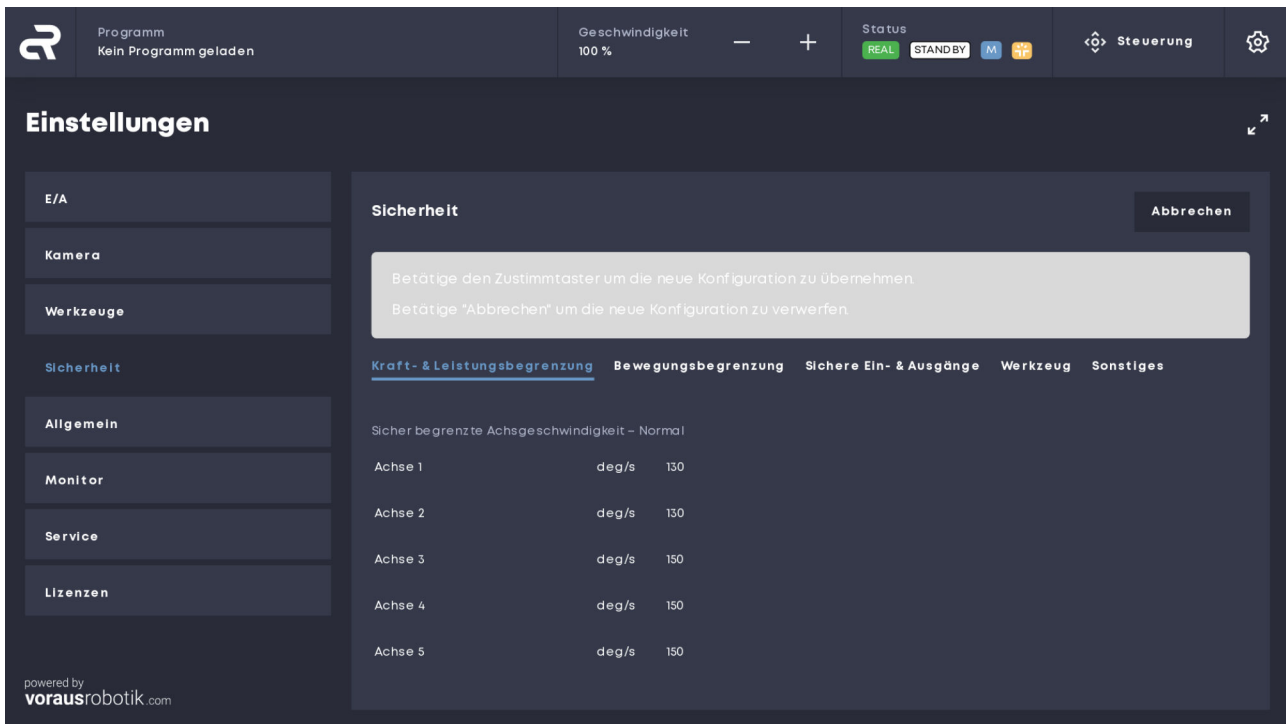 Programm
Kein Programm geladen
Geschwindigkeit
100 %
Status
REAL STANDBY M
Steuerung
Einstellungen
E/A
Kamera
Werkzeuge
Sicherheit
Allgemein
Monitor
Service
Lizenzen
powered by
vorausrobotik.com
Sicherheit
Abbrechen
Betätige den Zustimmtaster um die neue Konfiguration zu übernehmen.
Betätige "Abbrechen" um die neue Konfiguration zu verwerfen.
Kraft- & Leistungsbegrenzung Bewegungsbegrenzung Sichere Ein- & Ausgänge Werkzeug Sonstiges
Sicher begrenzte Achsgeschwindigkeit – Normal
Achse 1 deg/s 130
Achse 2 deg/s 130
Achse 3 deg/s 150
Achse 4 deg/s 150
Achse 5 deg/s 150